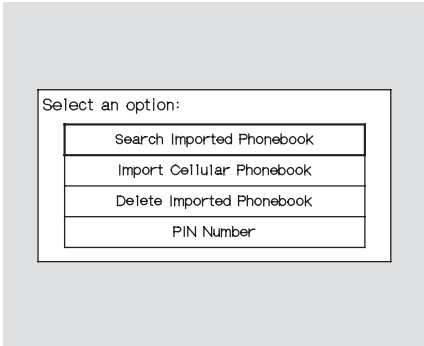 Select an option:
Search Imported Phonebook
Import Cellular Phonebook
Delete Imported Phonebook
PIN Number